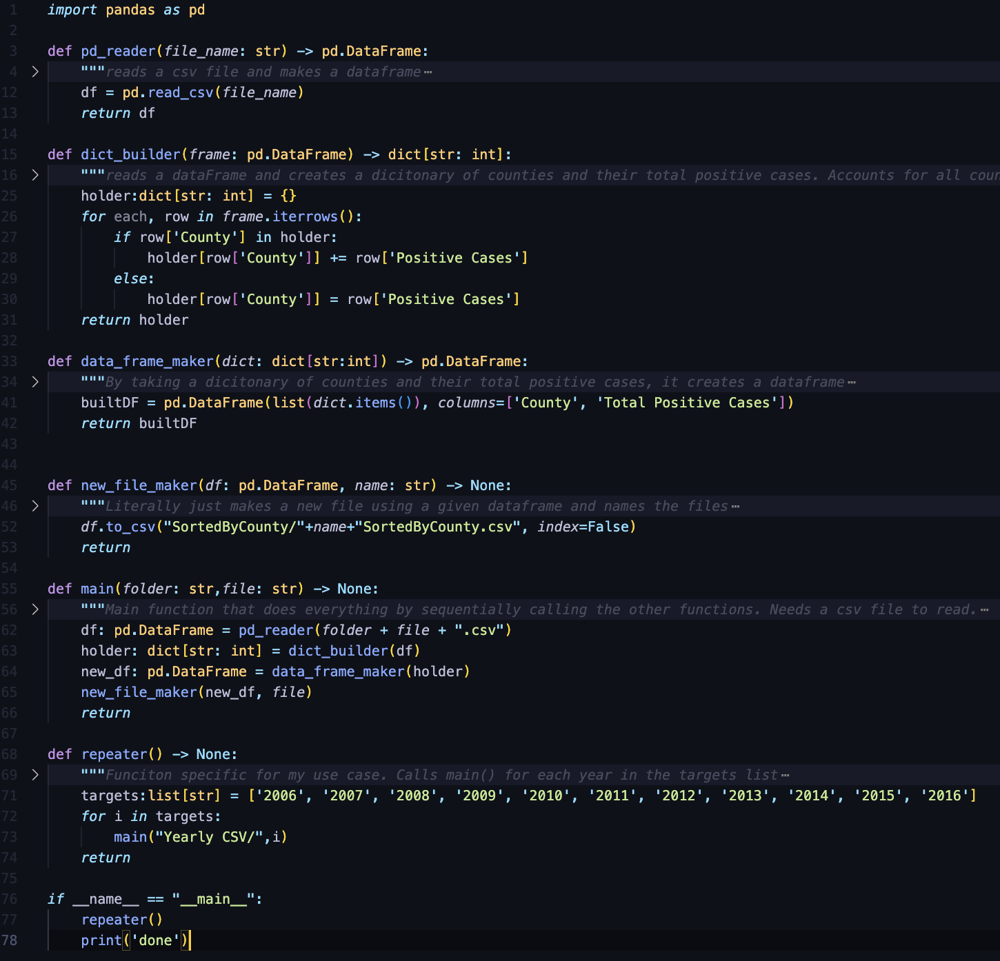 1 import pandas as pd
2
3 def pd_reader(file_name: str) -> pd.DataFrame:
4 > """reads a csv file and makes a dataframe…
12 df = pd.read_csv(file_name)
13 return df
14
15 def dict_builder(frame: pd.DataFrame) -> dict[str: int]:
16 > """reads a dataFrame and creates a dicitonary of counties and their total positive cases. Accounts for all coun
25 holder:dict[str: int] = {}
26 for each, row in frame.iterrows():
27 if row['County'] in holder:
28 holder[row['County']] += row['Positive Cases']
29 else:
30 holder[row['County']] = row['Positive Cases']
31 return holder
32
33 def data_frame_maker(dict: dict[str:int]) -> pd.DataFrame:
34 > """By taking a dicitonary of counties and their total positive cases, it creates a dataframe…
41 builtDF = pd.DataFrame(list(dict.items()), columns=['County', 'Total Positive Cases'])
42 return builtDF
43
44
45 def new_file_maker(df: pd.DataFrame, name: str) -> None:
46 > """Literally just makes a new file using a given dataframe and names the files…
52 df.to_csv("SortedByCounty/"+name+"SortedByCounty.csv", index=False)
53 return
54
55 def main(folder: str,file: str) -> None:
56 > """Main function that does everything by sequentially calling the other functions. Needs a csv file to read.…
62 df: pd.DataFrame = pd_reader(folder + file + ".csv")
63 holder: dict[str: int] = dict_builder(df)
64 new_df: pd.DataFrame = data_frame_maker(holder)
65 new_file_maker(new_df, file)
66 return
67
68 def repeater() -> None:
69 > """Funciton specific for my use case. Calls main() for each year in the targets list…
71 targets:list[str] = ['2006', '2007', '2008', '2009', '2010', '2011', '2012', '2013', '2014', '2015', '2016']
72 for i in targets:
73 main("Yearly CSV/",i)
74 return
75
76 if __name__ == "__main__":
77 repeater()
78 print('done')